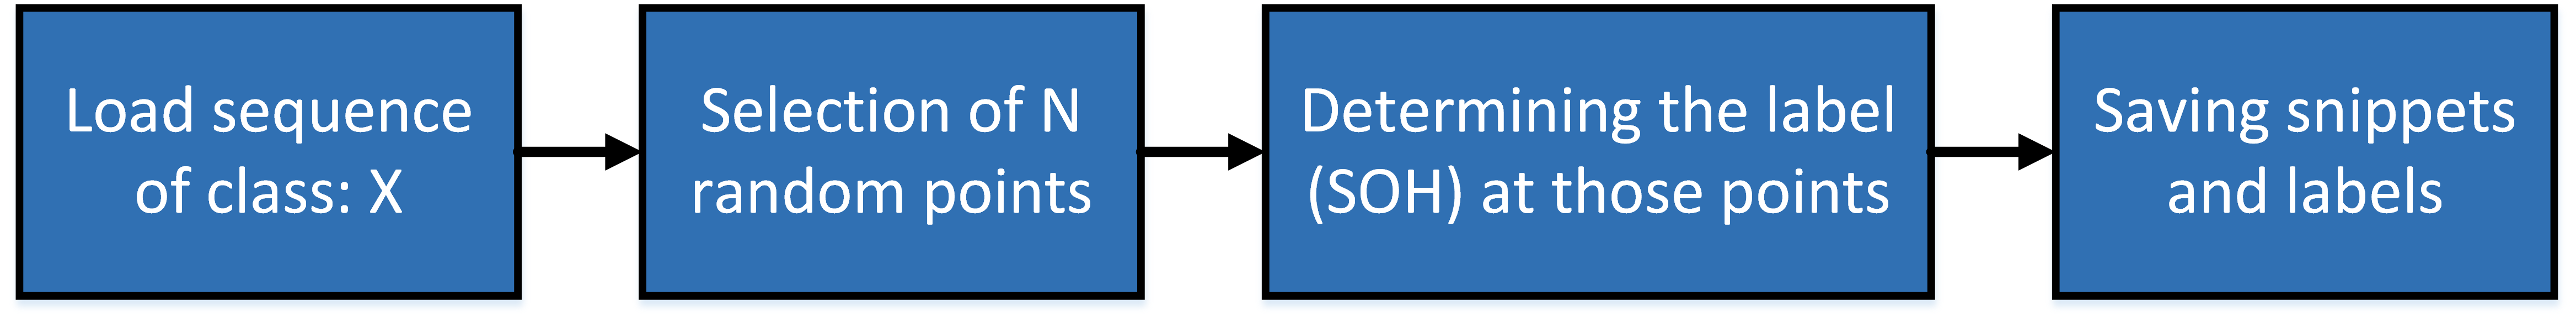 Load sequence
of class: X
Selection of N
random points
Determining the label
(SOH) at those points
Saving snippets
and labels